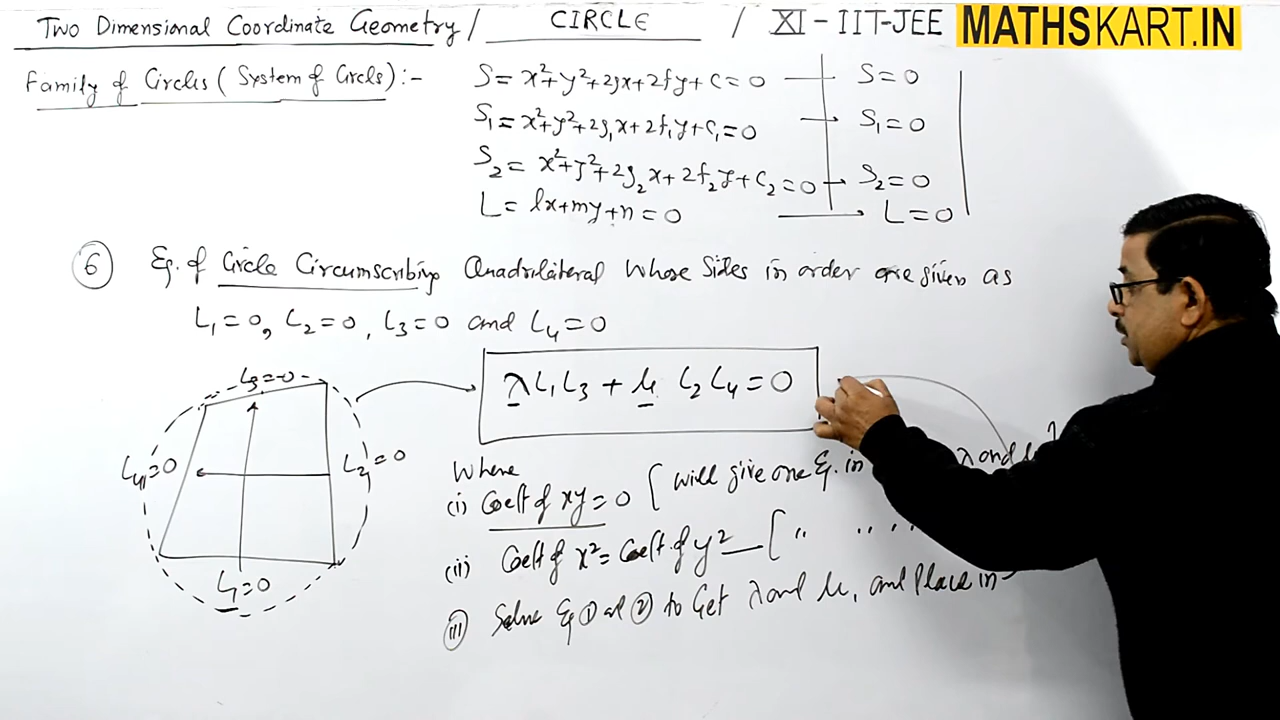 Two Dimensional Coordinate Geometry / CIRCLE / XI - IIT-JEE MATHSKART.IN
Family of Circles ( System of Circls) :-
S = x²+y²+2gx+2fy+c=0 → S=0
S₁ = x²+y²+2g₁x+2f₁y+c₁=0 → S₁=0
S₂ = x²+y²+2g₂x+2f₂y+c₂=0 → S₂=0
L = lx+my+n=0 → L=0
(6) Eq. of Circle Circumscribing Quadrilateral Whose Sides in order are given as
L₁=0, L₂=0, L₃=0 and L₄=0
L₃=0
L₄=0
L₂=0
L₁=0
λL₁L₃ + μ L₂L₄=0
Where
(i) Coeft of xy=0 [ will give one Eq. in λ and μ ]
(ii) Coeft of x² = Coeft. of y² — [ " " "
(iii) Solve Eq ① and ② to Get λ and μ, and Place in